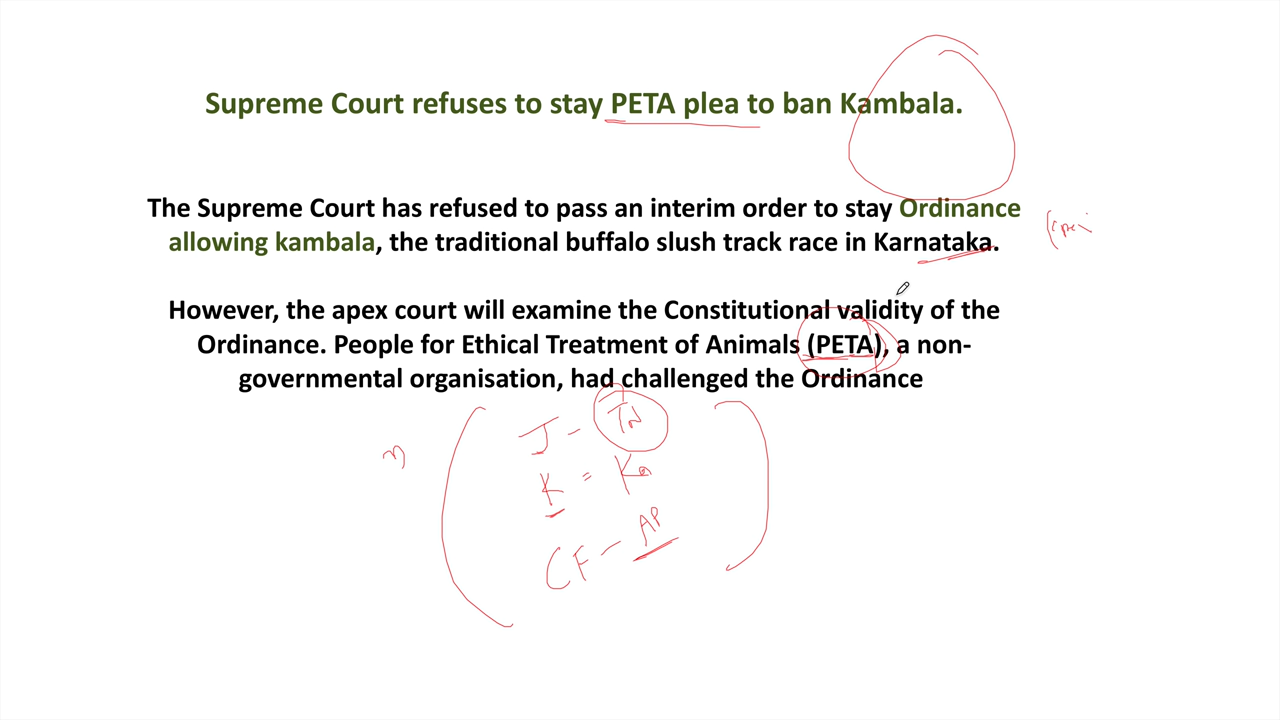 Supreme Court refuses to stay PETA plea to ban Kambala.
The Supreme Court has refused to pass an interim order to stay Ordinance
allowing kambala, the traditional buffalo slush track race in Karnataka.
However, the apex court will examine the Constitutional validity of the
Ordinance. People for Ethical Treatment of Animals (PETA), a non-
governmental organisation, had challenged the Ordinance
J - TN
K = Ka
CF - AP